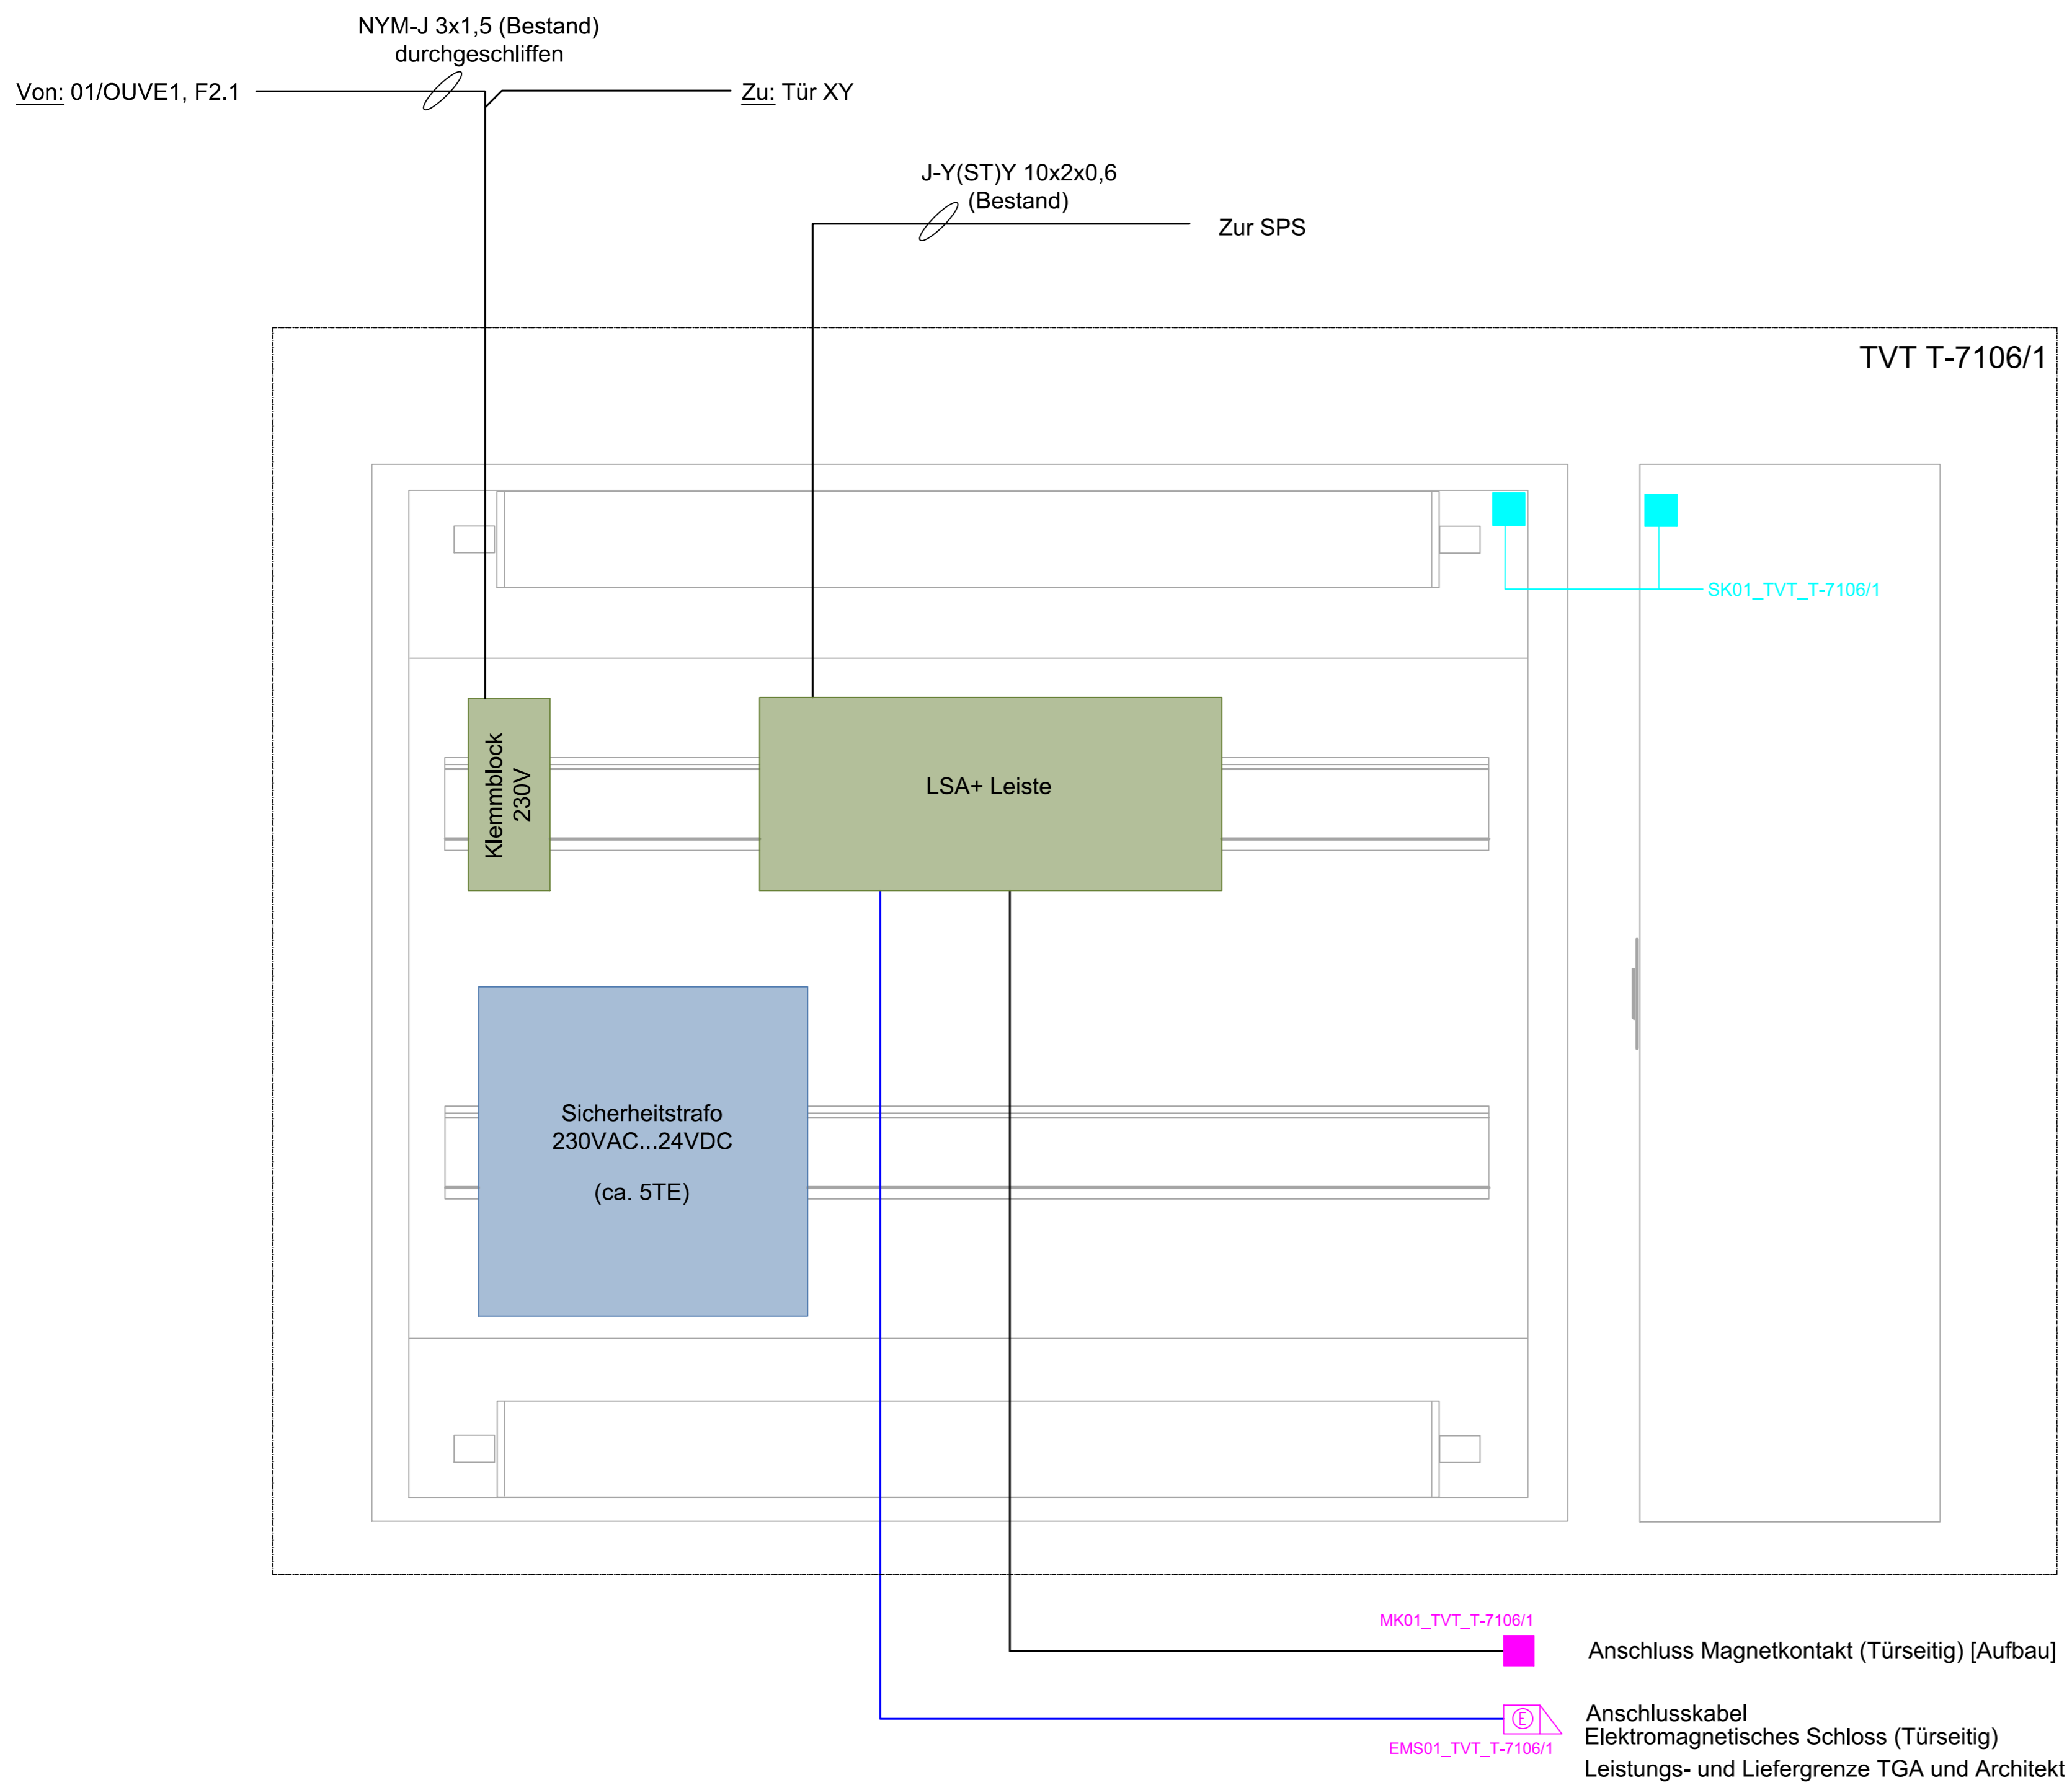 NYM-J 3x1,5 (Bestand)
durchgeschliffen
Von: 01/OUVE1, F2.1
Zu: Tür XY
J-Y(ST)Y 10x2x0,6
(Bestand)
Zur SPS
TVT T-7106/1
SK01_TVT_T-7106/1
Klemmblock
230V
LSA+ Leiste
Sicherheitstrafo
230VAC...24VDC
(ca. 5TE)
MK01_TVT_T-7106/1
Anschluss Magnetkontakt (Türseitig) [Aufbau]
E
EMS01_TVT_T-7106/1
Anschlusskabel
Elektromagnetisches Schloss (Türseitig)
Leistungs- und Liefergrenze TGA und Architekt